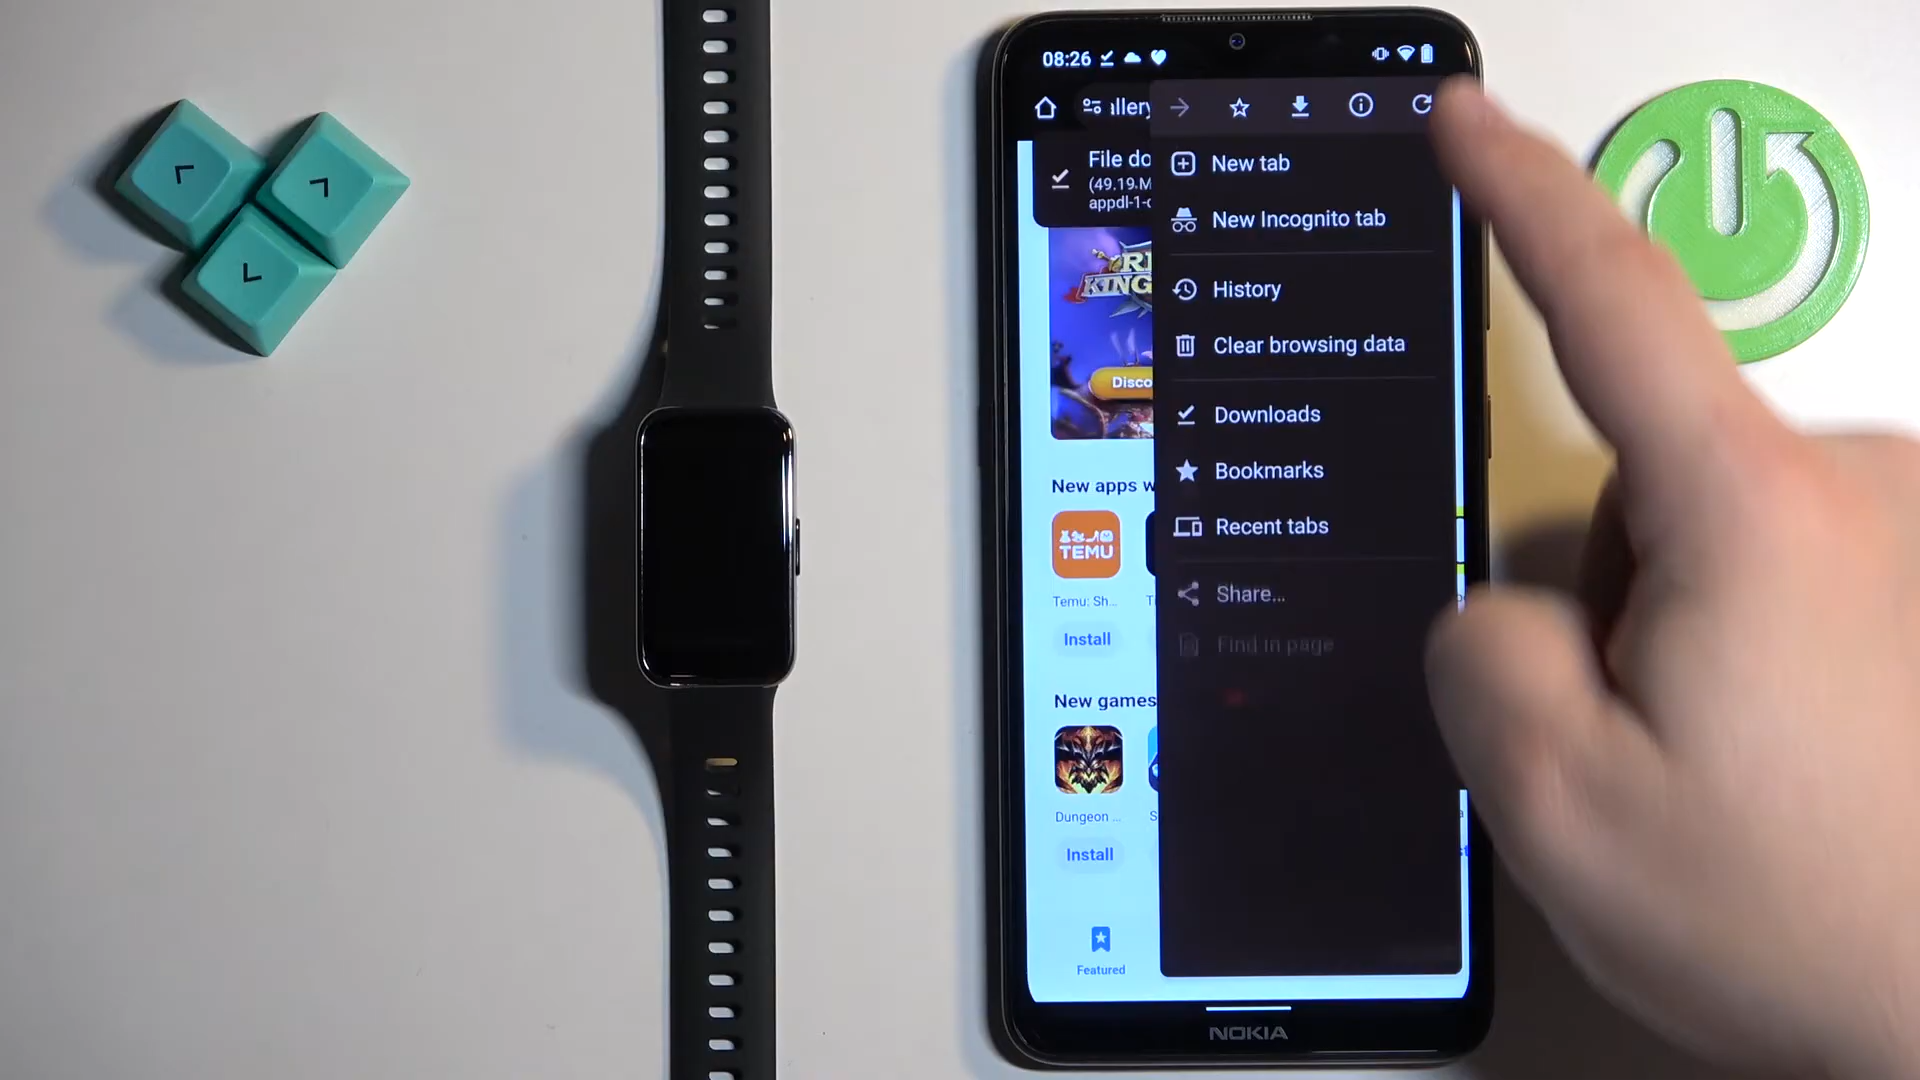 08:26
allery
File do
(49.19 M
appdl-1-c
New tab
New Incognito tab
History
Clear browsing data
Downloads
Bookmarks
Recent tabs
Share...
Find in page
KING
Disco
New apps w
TEMU
Temu: Sh...
Install
New games
Dungeon ...
Install
Featured
NOKIA